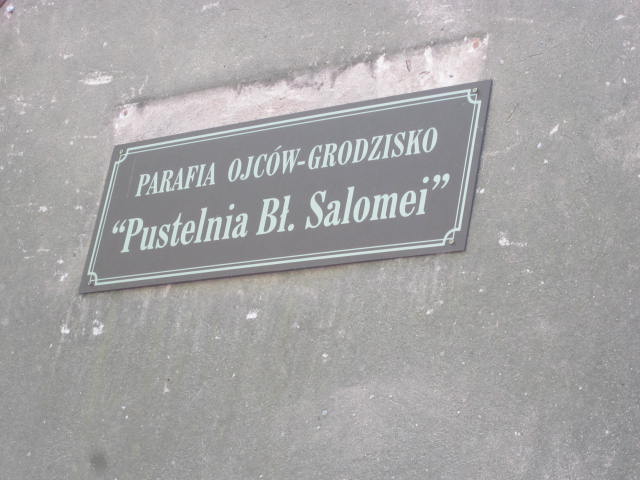 PARAFIA OJCÓW-GRODZISKO
“Pustelnia Bł. Salomei”